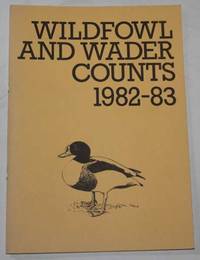 WILDFOWL
AND WADER
COUNTS
1982-83